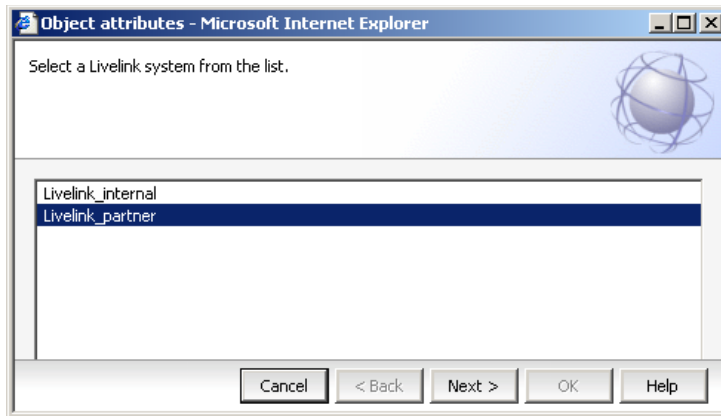 Object attributes - Microsoft Internet Explorer
Select a Livelink system from the list.
Livelink_internal
Livelink_partner
Cancel < Back Next > OK Help